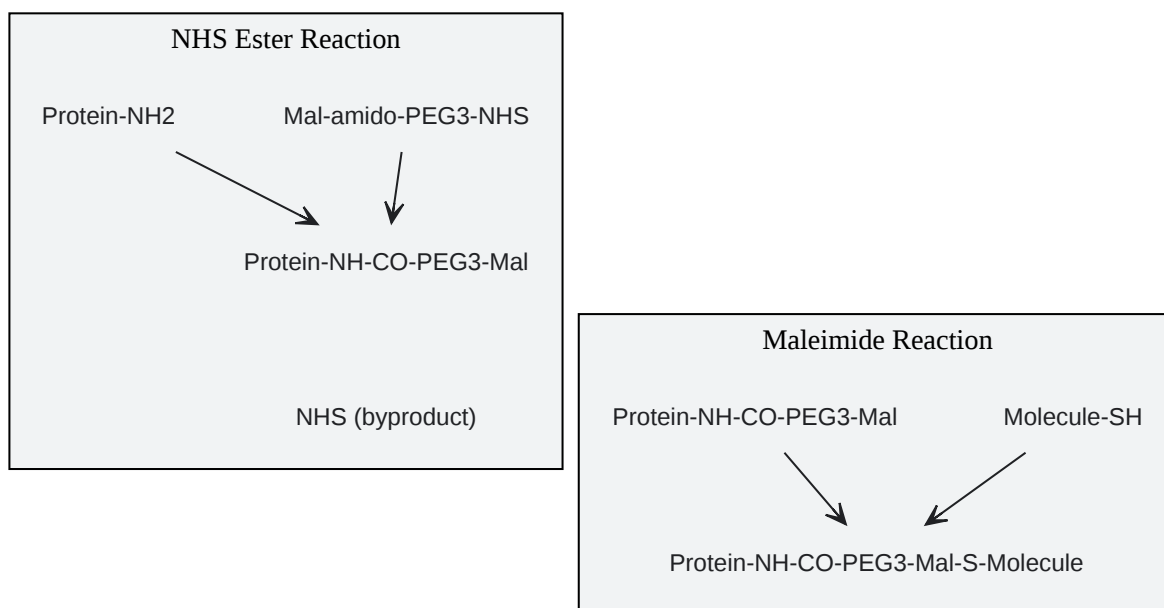 NHS Ester Reaction
Protein-NH2
Mal-amido-PEG3-NHS
Protein-NH-CO-PEG3-Mal
NHS (byproduct)
Maleimide Reaction
Protein-NH-CO-PEG3-Mal
Molecule-SH
Protein-NH-CO-PEG3-Mal-S-Molecule